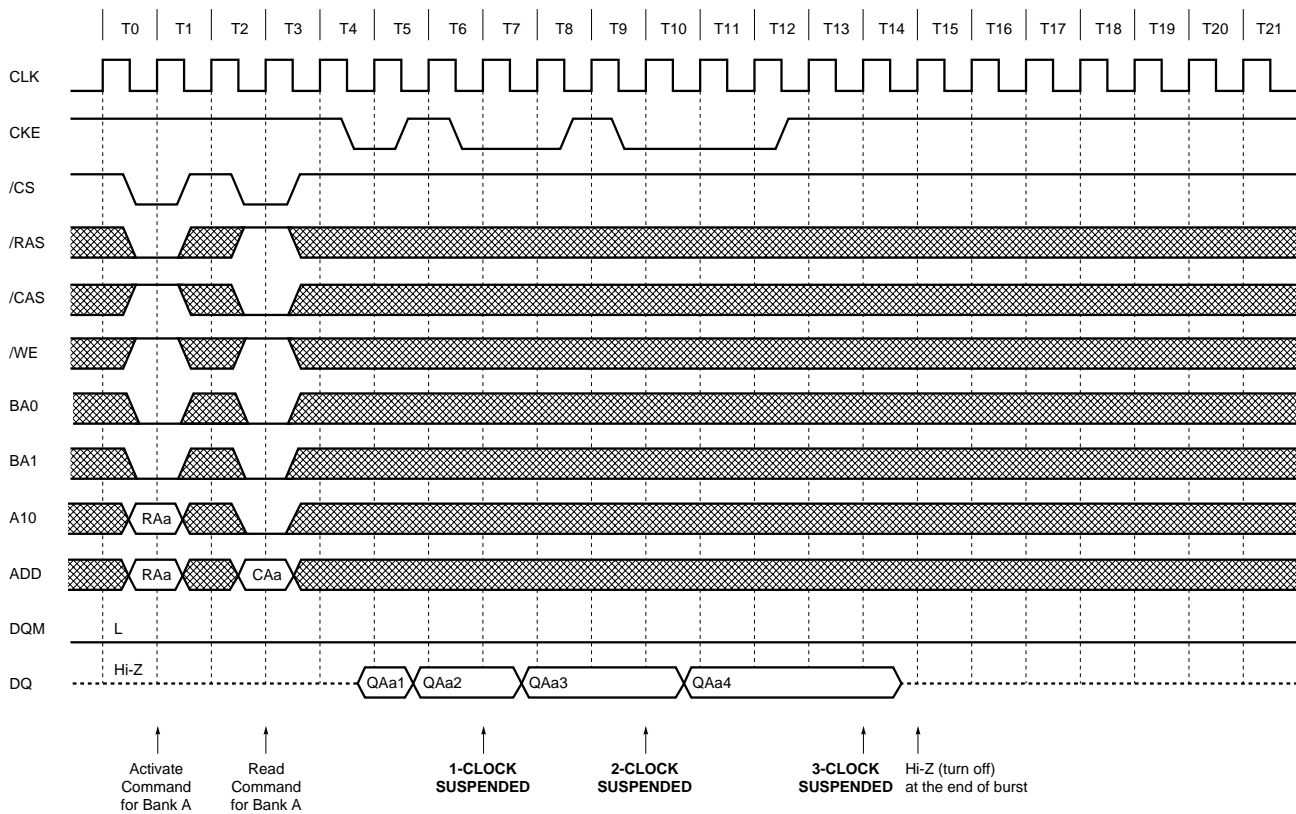 T0 T1 T2 T3 T4 T5 T6 T7 T8 T9 T10 T11 T12 T13 T14 T15 T16 T17 T18 T19 T20 T21
CLK
CKE
/CS
/RAS
/CAS
/WE
BA0
BA1
A10 RAa
ADD RAa CAa
DQM L
DQ Hi-Z QAa1 QAa2 QAa3 QAa4
Activate
Command
for Bank A
Read
Command
for Bank A
1-CLOCK
SUSPENDED
2-CLOCK
SUSPENDED
3-CLOCK
SUSPENDED
Hi-Z (turn off)
at the end of burst